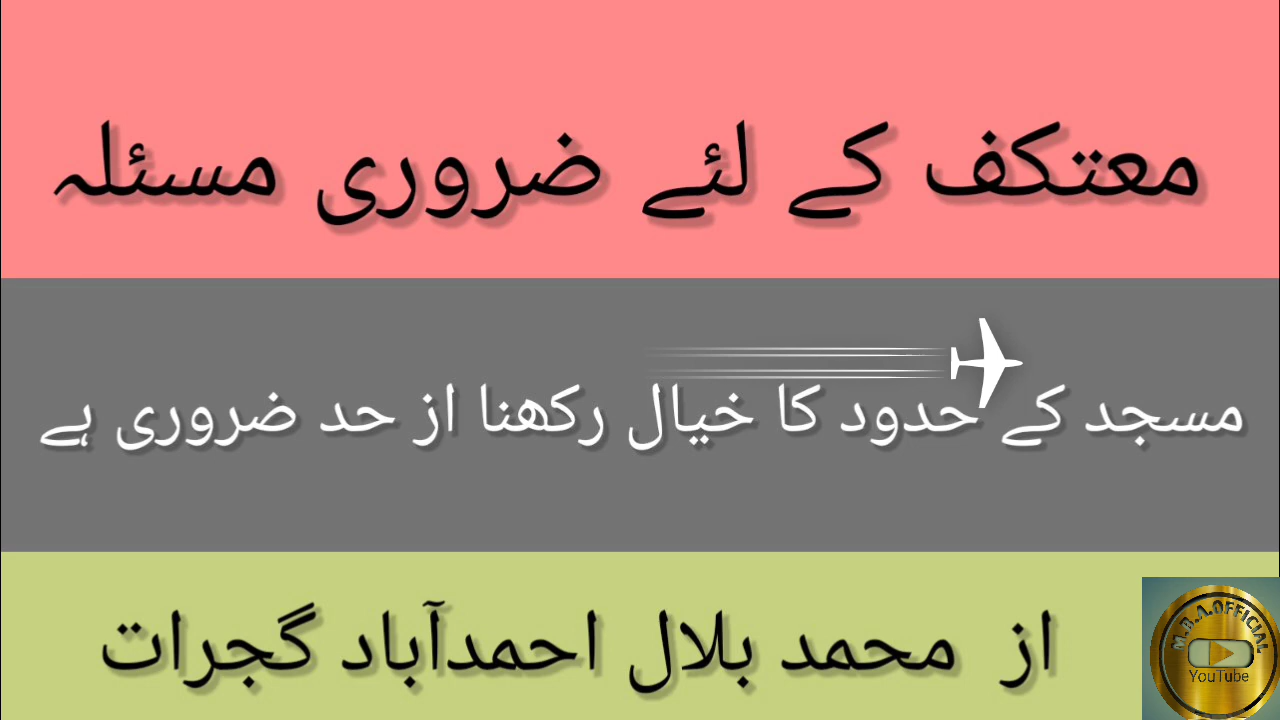 معتکف کے لئے ضروری مسئلہ
مسجد کے حدود کا خیال رکھنا از حد ضروری ہے
از محمد بلال احمدآباد گجرات
M.B.A.OFFICIAL
YouTube